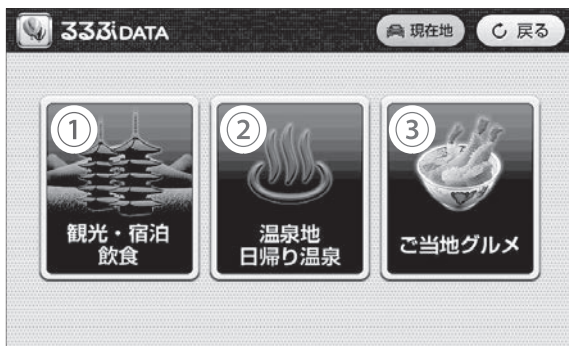 るるぶDATA
現在地
戻る
①
観光・宿泊
飲食
②
温泉地
日帰り温泉
③
ご当地グルメ